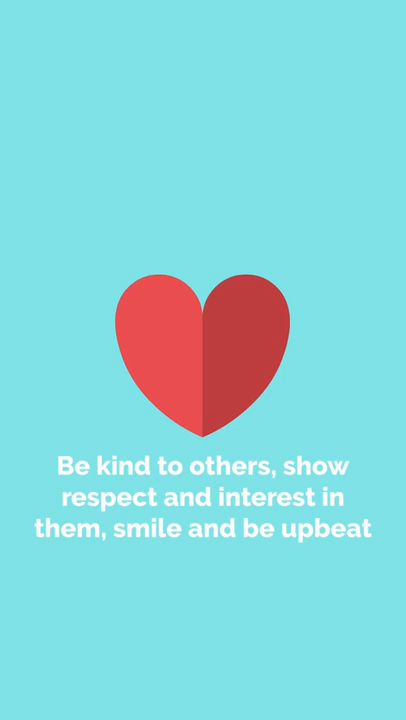 Be kind to others, show
respect and interest in
them, smile and be upbeat